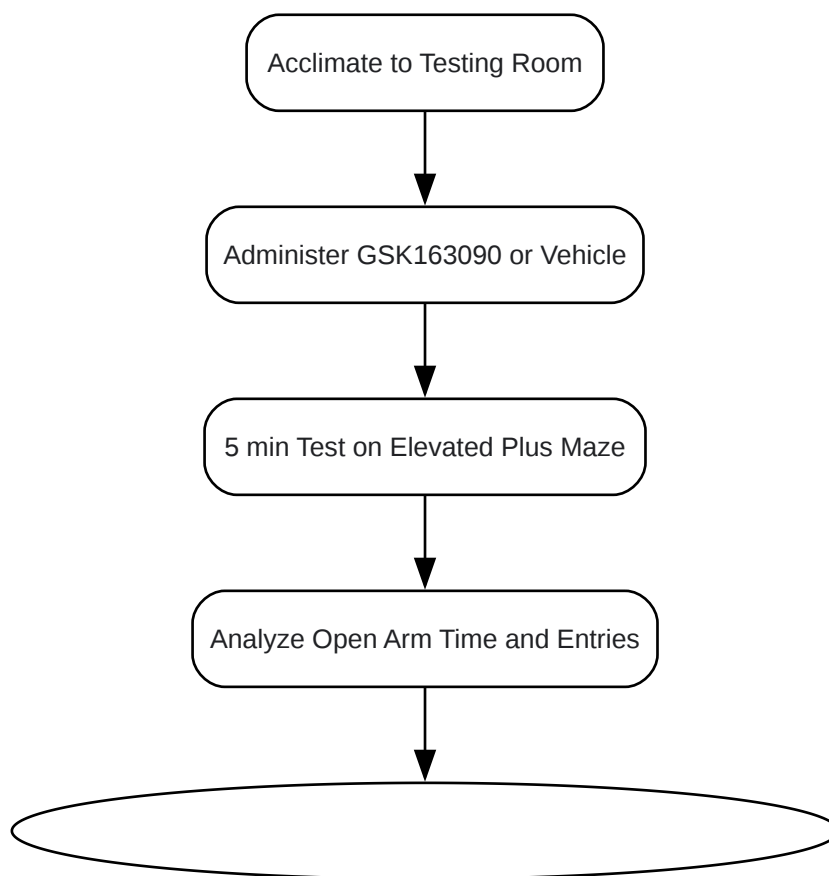 Acclimate to Testing Room
Administer GSK163090 or Vehicle
5 min Test on Elevated Plus Maze
Analyze Open Arm Time and Entries